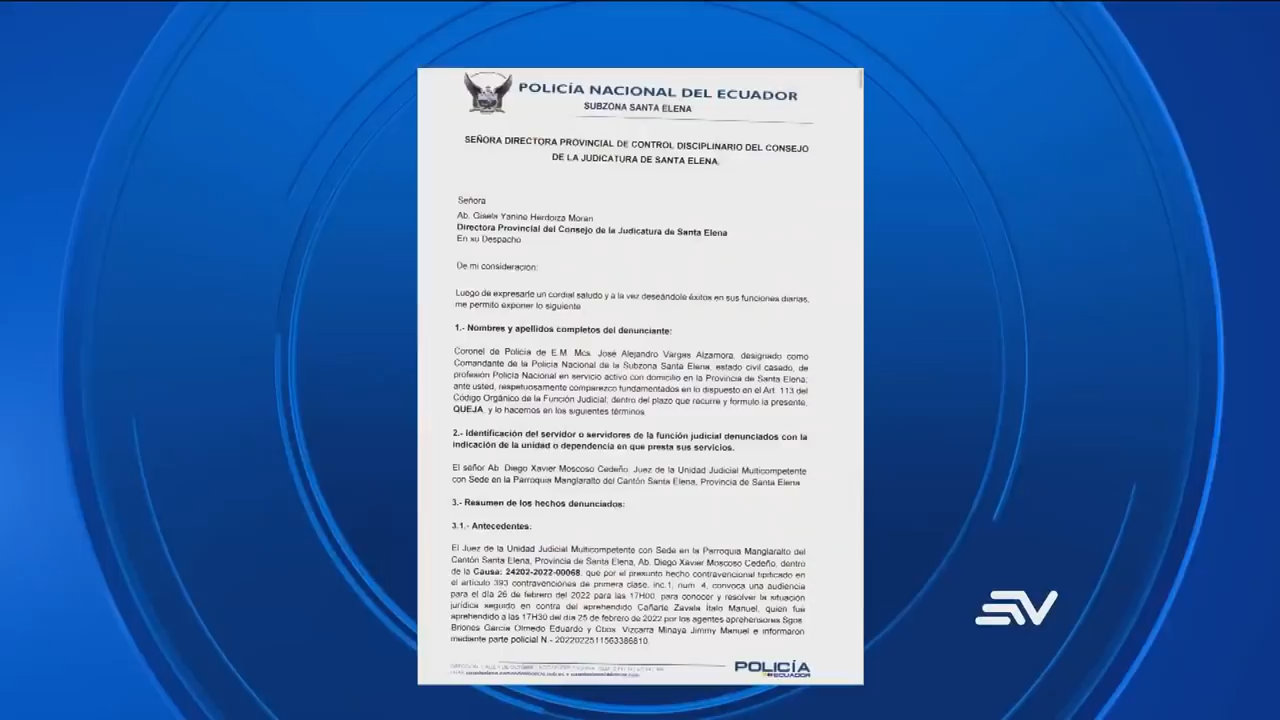 POLICÍA NACIONAL DEL ECUADOR
SUBZONA SANTA ELENA
SEÑORA DIRECTORA PROVINCIAL DE CONTROL DISCIPLINARIO DEL CONSEJO
DE LA JUDICATURA DE SANTA ELENA.
Señora
Ab. Gisela Yanine Herdoiza Moran
Directora Provincial del Consejo de la Judicatura de Santa Elena
En su Despacho
De mi consideración:
Luego de expresarle un cordial saludo y a la vez deseándole éxitos en sus funciones diarias,
me permito exponer lo siguiente
1.- Nombres y apellidos completos del denunciante:
Coronel de Policía de E.M. Mcs. José Alejandro Vargas Alzamora, designado como
Comandante de la Policía Nacional de la Subzona Santa Elena, estado civil casado, de
profesión Policía Nacional en servicio activo con domicilio en la Provincia de Santa Elena;
ante usted, respetuosamente comparezco fundamentados en lo dispuesto en el Art. 113 del
Código Orgánico de la Función Judicial, dentro del plazo que recurre y formulo la presente,
QUEJA, y lo hacemos en los siguientes términos
2.- Identificación del servidor o servidores de la función judicial denunciados con la
indicación de la unidad o dependencia en que presta sus servicios.
El señor Ab. Diego Xavier Moscoso Cedeño, Juez de la Unidad Judicial Multicompetente
con Sede en la Parroquia Manglaralto del Cantón Santa Elena, Provincia de Santa Elena
3.- Resumen de los hechos denunciados:
3.1.- Antecedentes:
El Juez de la Unidad Judicial Multicompetente con Sede en la Parroquia Manglaralto del
Cantón Santa Elena, Provincia de Santa Elena, Ab. Diego Xavier Moscoso Cedeño, dentro
de la Causa: 24202-2022-00068, que por el presunto hecho contravencional tipificado en
el artículo 393 contravenciones de primera clase, inc.1, num. 4, convoca una audiencia
para el día 26 de febrero del 2022 para las 17H00, para conocer y resolver la situación
jurídica seguido en contra del aprehendido Cañarte Zavala Ítalo Manuel, quien fue
aprehendido a las 17H30 del día 25 de febrero de 2022 por los agentes aprehensores Sgos.
Briones García Olmedo Eduardo y Cbos. Vizcarra Minaya Jimmy Manuel e informaron
mediante parte policial N.- 2022022511563386810.
POLICÍA
ECUADOR